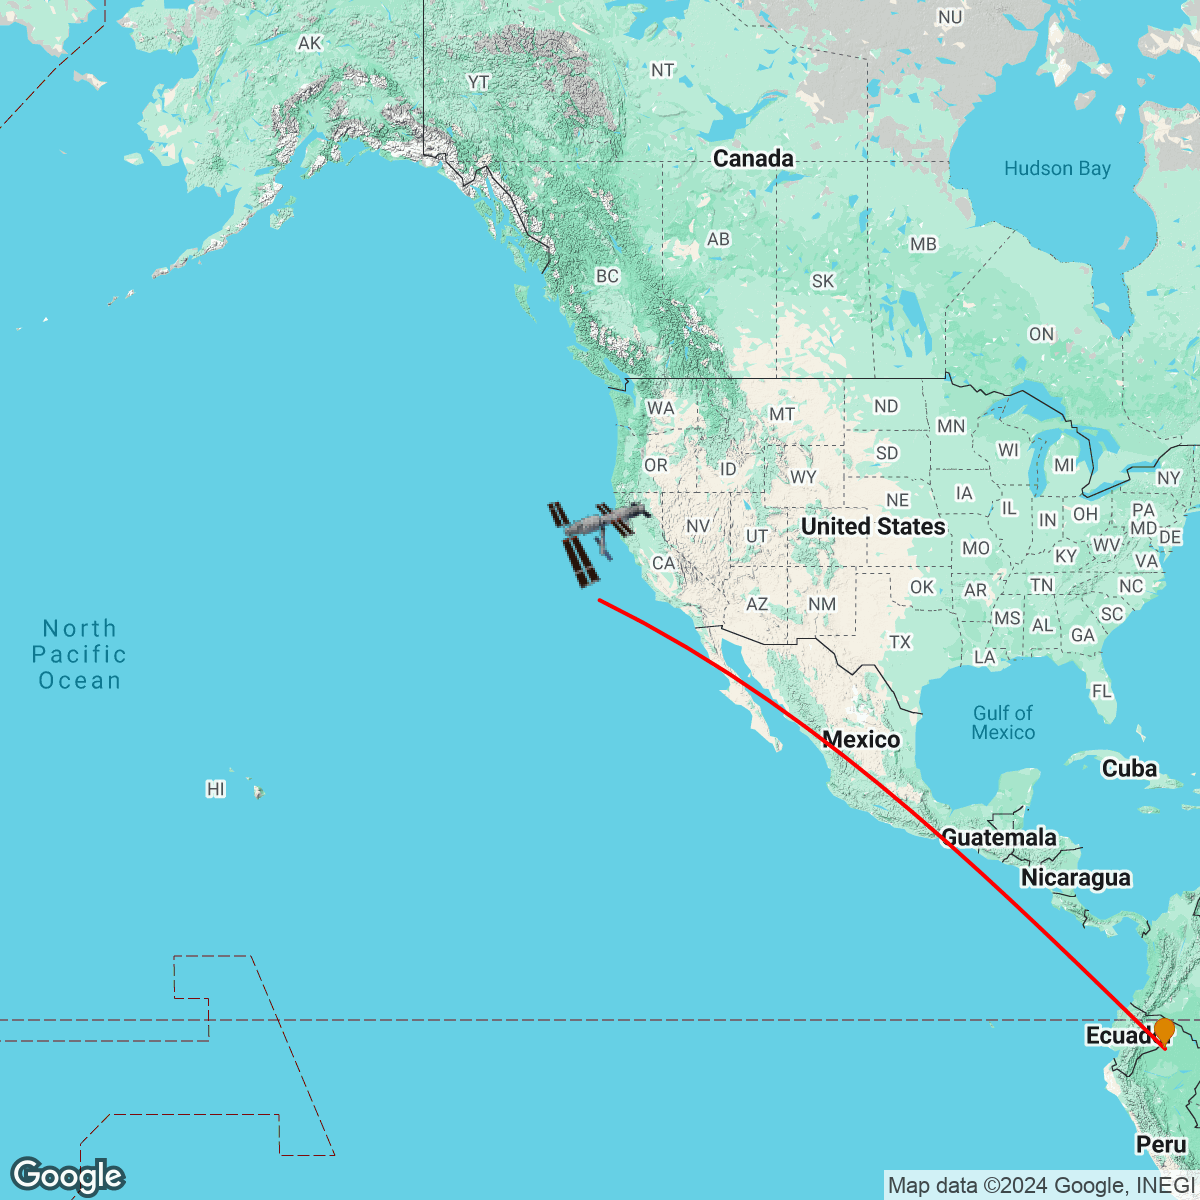 NU
AK
NT
YT
Canada
Hudson Bay
AB
MB
BC
SK
ON
WA
MT
ND
MN
OR
ID
WY
SD
WI
MI
NY
NE
IA
IL
IN
OH
PA
MD
DE
NV
UT
United States
MO
KY
WV
VA
CA
OK
AR
TN
NC
AZ
NM
MS
AL
GA
SC
TX
LA
FL
North
Pacific
Ocean
Gulf of
Mexico
Mexico
Cuba
HI
Guatemala
Nicaragua
Peru
Google
Map data ©2024 Google, INEGI